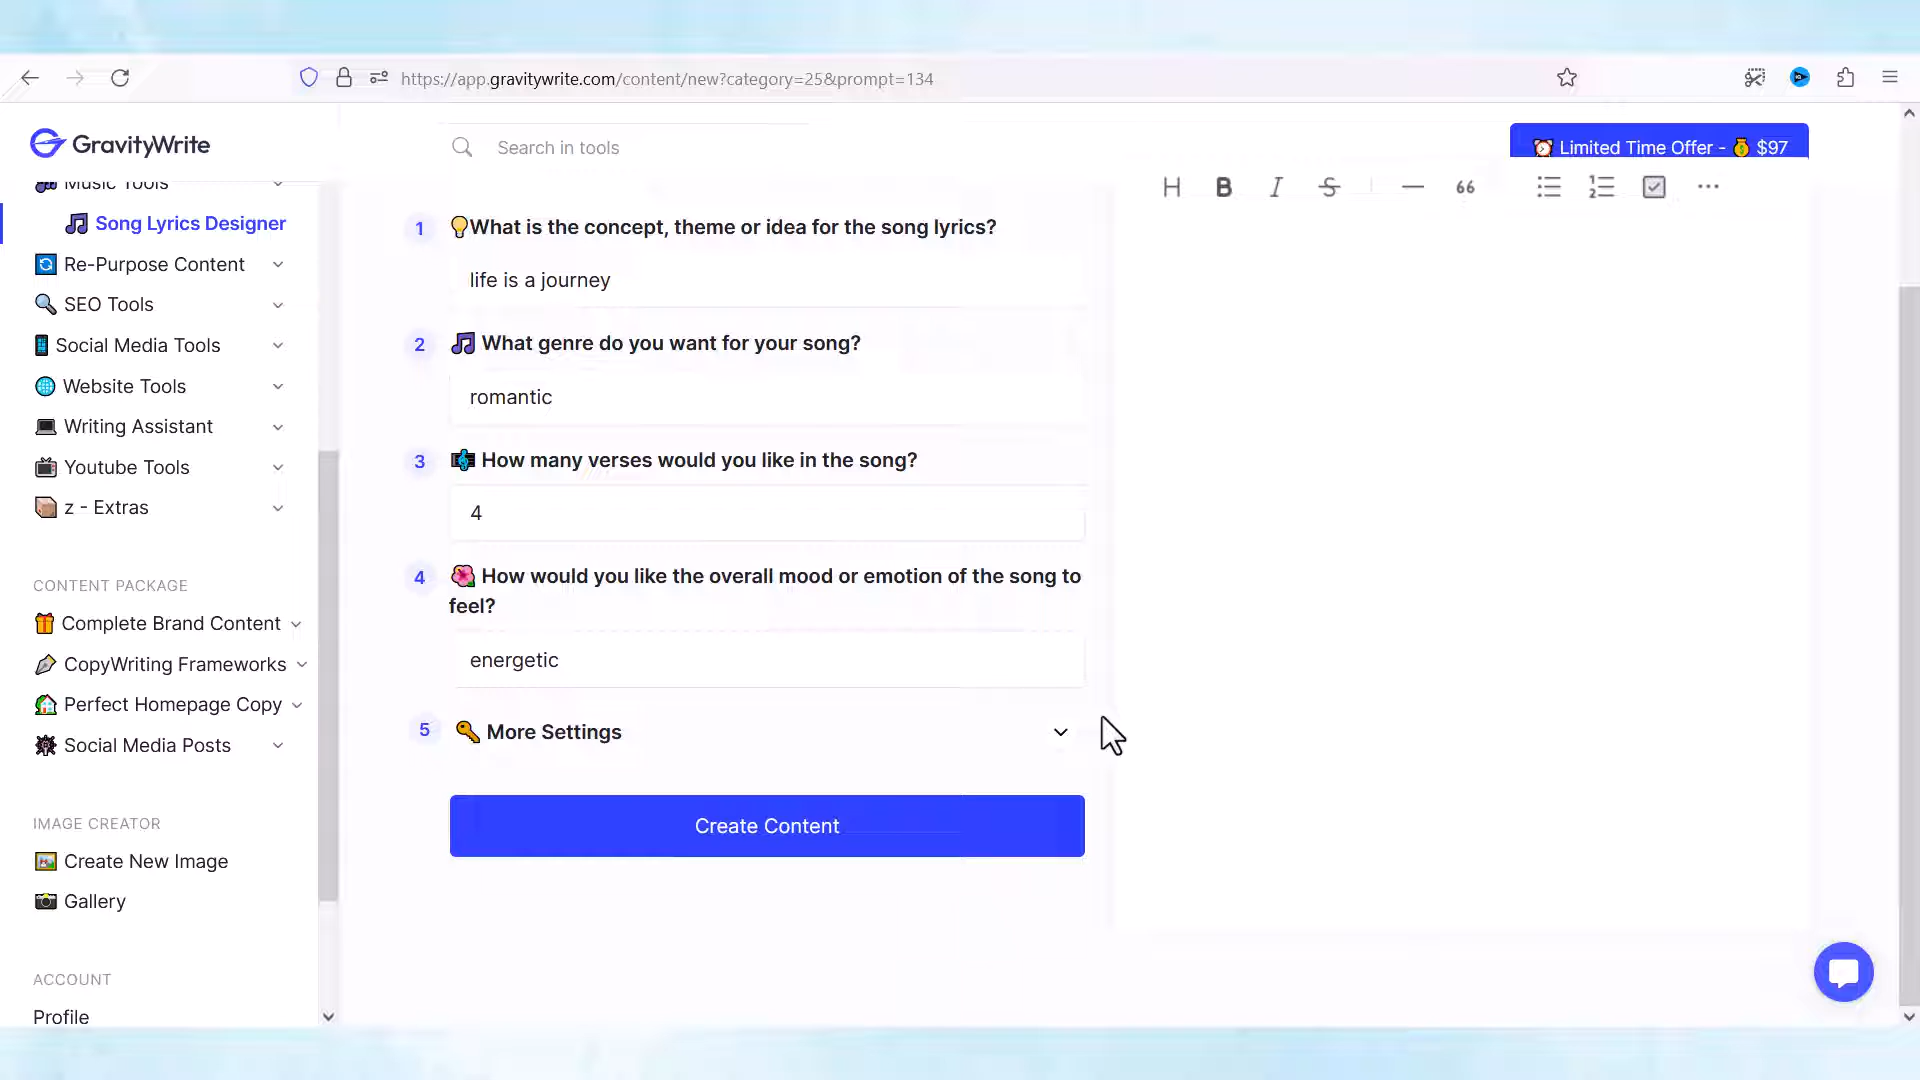 https://app.gravitywrite.com/content/new?category=25&prompt=134
GravityWrite
Search in tools
Limited Time Offer - $97
Music Tools
Song Lyrics Designer
Re-Purpose Content
SEO Tools
Social Media Tools
Website Tools
Writing Assistant
Youtube Tools
z - Extras
CONTENT PACKAGE
Complete Brand Content
CopyWriting Frameworks
Perfect Homepage Copy
Social Media Posts
IMAGE CREATOR
Create New Image
Gallery
ACCOUNT
Profile
1
What is the concept, theme or idea for the song lyrics?
life is a journey
2
What genre do you want for your song?
romantic
3
How many verses would you like in the song?
4
4
How would you like the overall mood or emotion of the song to
feel?
energetic
5
More Settings
Create Content
H B I S 66